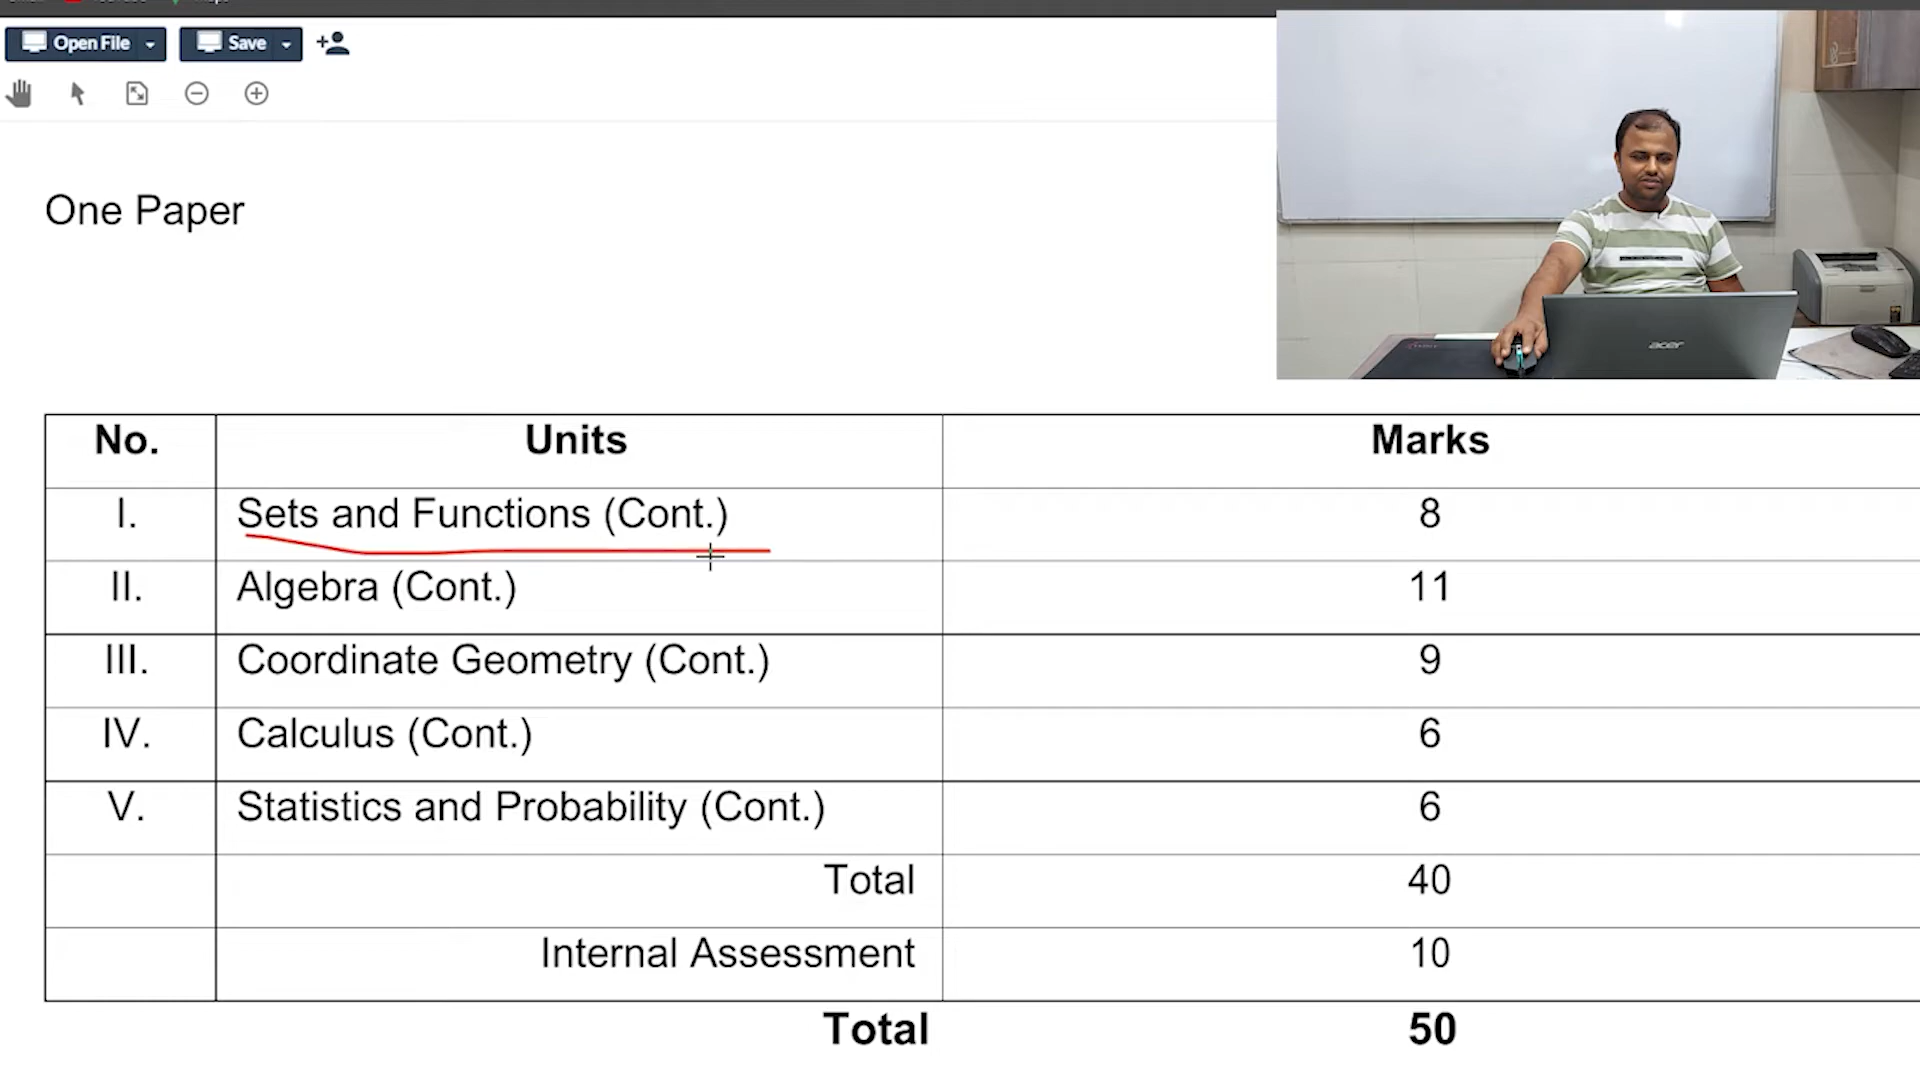 Open File
Save
One Paper
acer
No. Units Marks
I. Sets and Functions (Cont.) 8
II. Algebra (Cont.) 11
III. Coordinate Geometry (Cont.) 9
IV. Calculus (Cont.) 6
V. Statistics and Probability (Cont.) 6
Total 40
Internal Assessment 10
Total 50